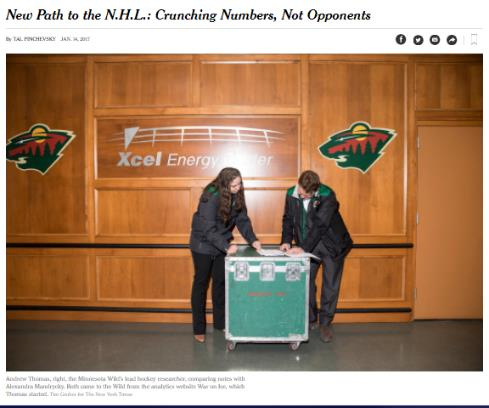 New Path to the N.H.L.: Crunching Numbers, Not Opponents
By TAL PINCHEVSKY JAN. 14, 2017
Xcel Energy Center
Andrew Thomas, right, the Minnesota Wild's lead hockey researcher, comparing notes with
Alexandra Mandrycky. Both came to the Wild from the analytics website War on Ice, which
Thomas started. Tim Gruber for The New York Times